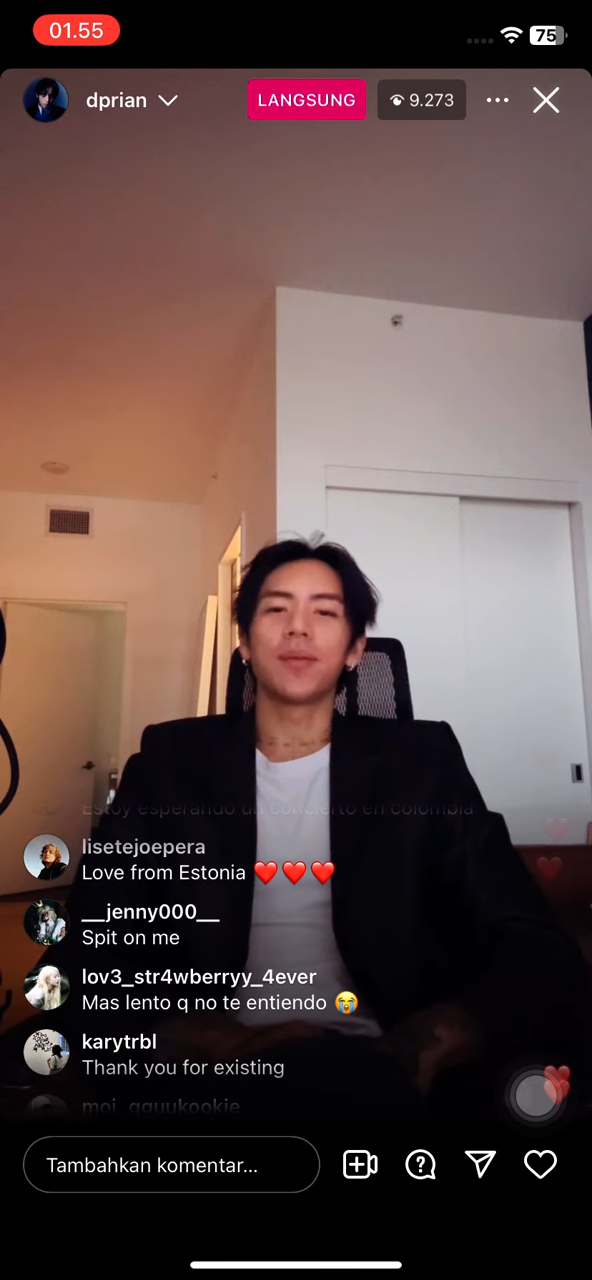 01.55
75
dprian
LANGSUNG
9.273
Estoy esperando un concierto en colombia
lisetejoepera
Love from Estonia ❤️❤️❤️
__jenny000__
Spit on me
lov3_str4wberryy_4ever
Mas lento q no te entiendo 😭
karytrbl
Thank you for existing
moi_gguukookie
Tambahkan komentar...